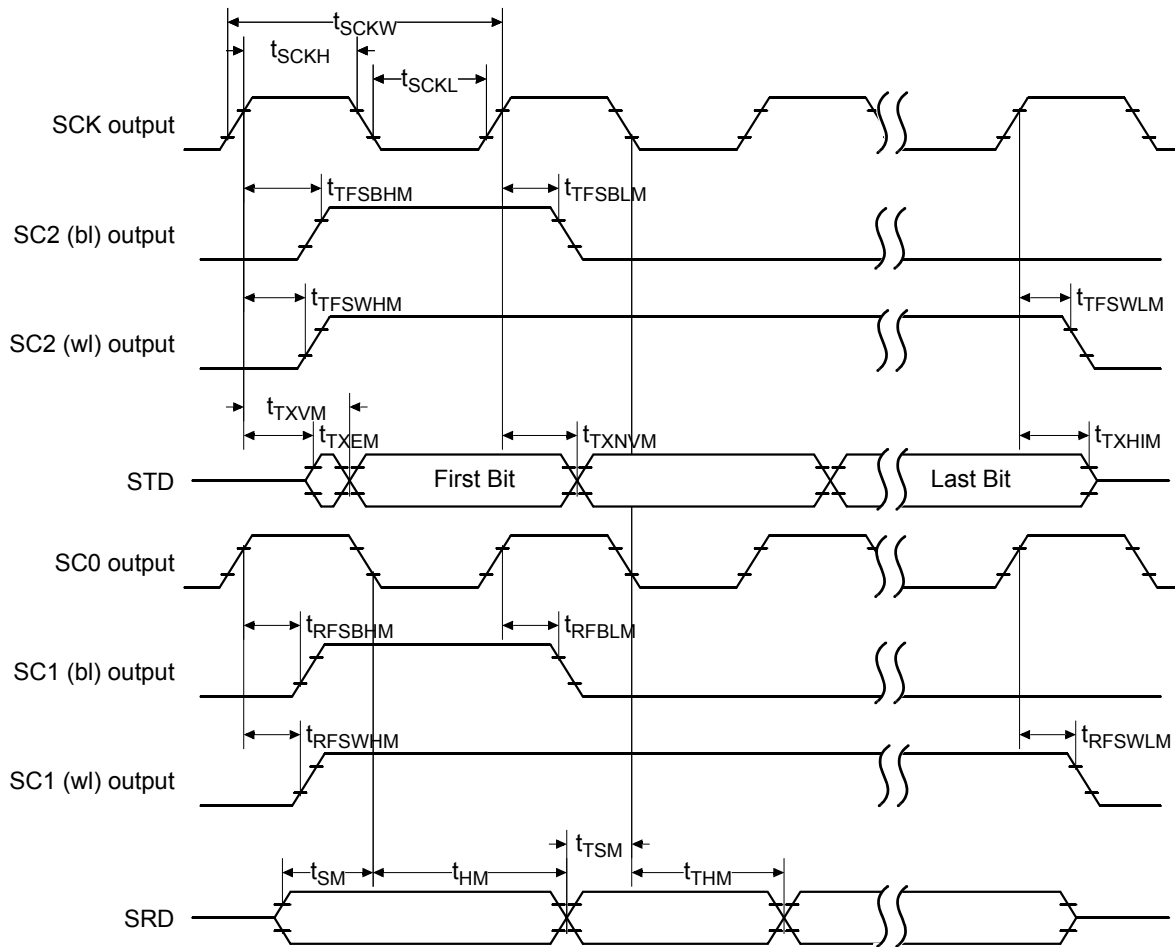 tSCKW
tSCKH
tSCKL
SCK output
tTFSBHM
tTFSBLM
SC2 (bl) output
tTFSWHM
tTFSWLM
SC2 (wl) output
tTXVM
tTXEM
tTXNVM
tTXHIM
STD
First Bit
Last Bit
SC0 output
tRFSBHM
tRFBLM
SC1 (bl) output
tRFSWHM
tRFSWLM
SC1 (wl) output
tTSM
tSM
tHM
tTHM
SRD